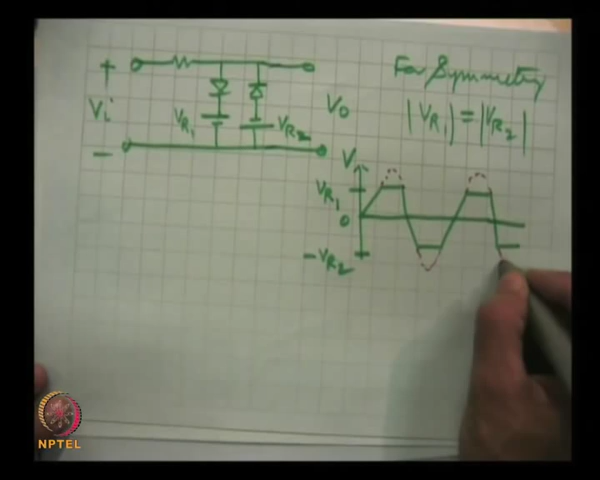 For Symmetry
|VR1| = |VR2|
+
Vi
−
VR1
VR2
Vo
V
VR1
0
−VR2
NPTEL